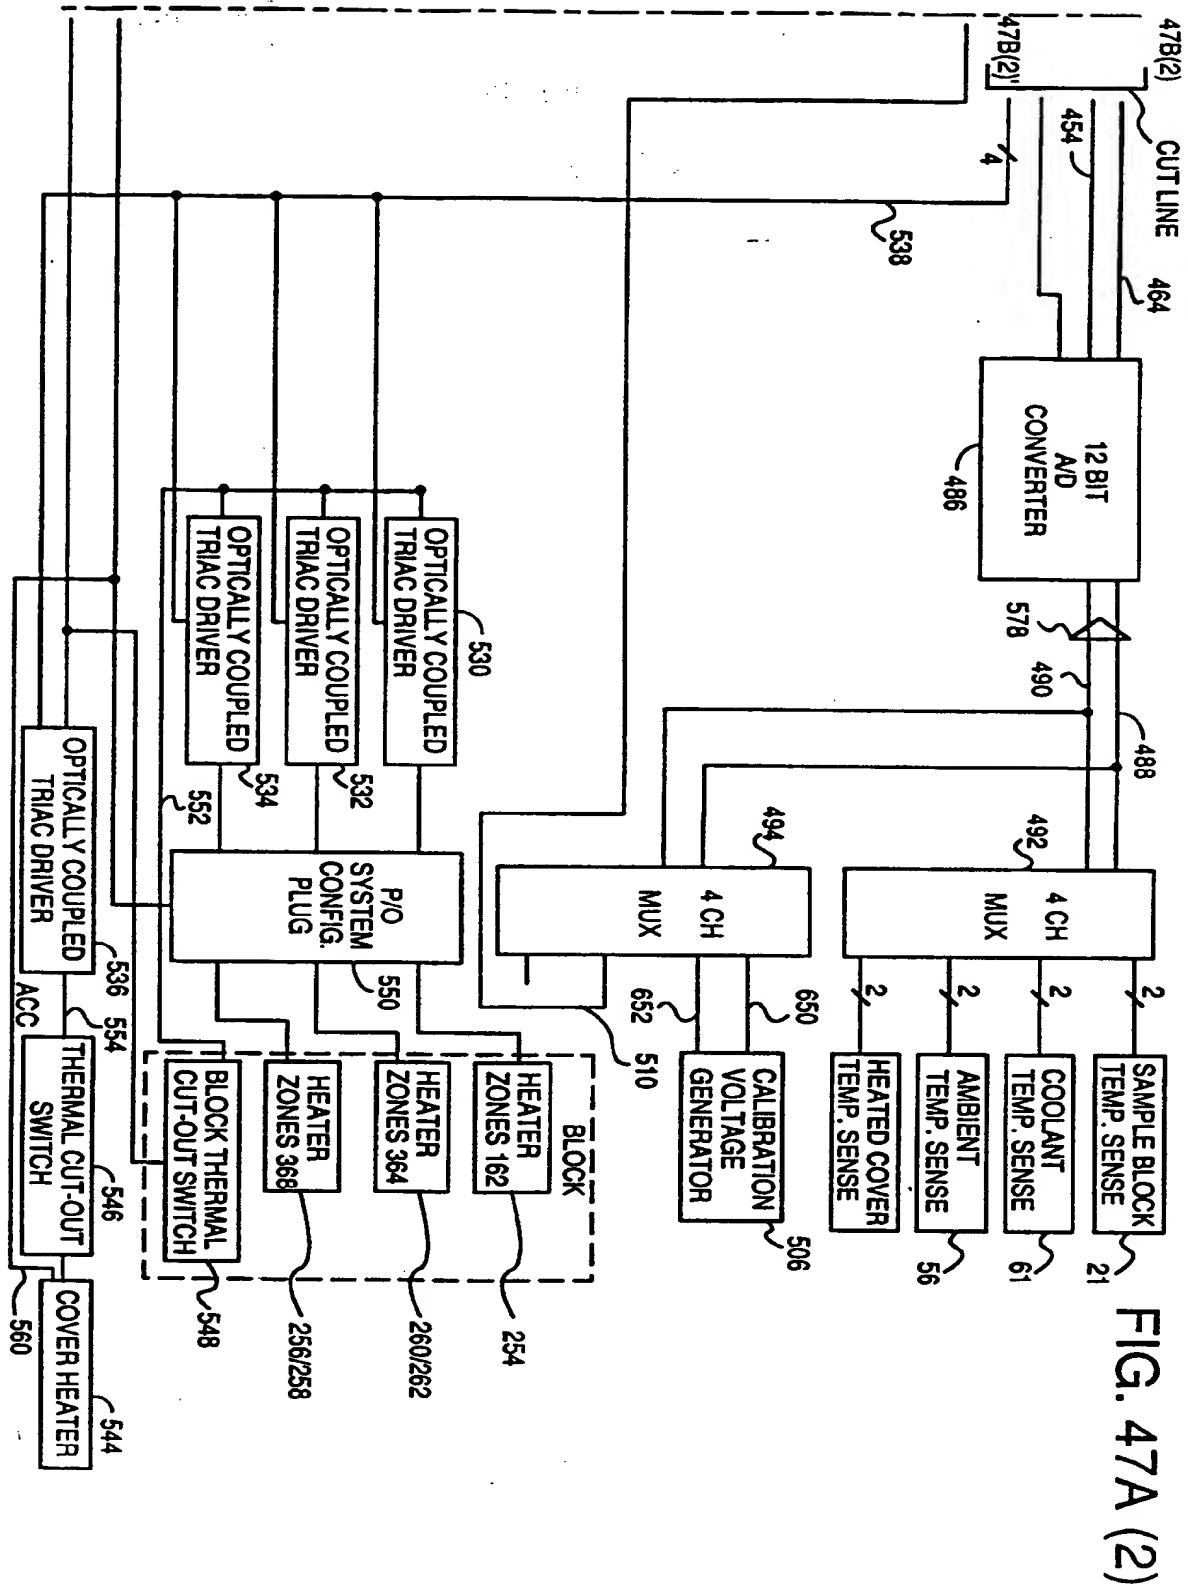 FIG. 47A (2)
47B(2)
CUT LINE
47B(2)'
454
464
4
538
12 BIT
A/D
CONVERTER
486
578
490
488
492
4 CH
MUX
494
4 CH
MUX
2
2
2
2
SAMPLE BLOCK
TEMP. SENSE
21
COOLANT
TEMP. SENSE
61
AMBIENT
TEMP. SENSE
56
HEATED COVER
TEMP. SENSE
650
652
CALIBRATION
VOLTAGE
GENERATOR
506
510
OPTICALLY COUPLED
TRIAC DRIVER
530
OPTICALLY COUPLED
TRIAC DRIVER
532
OPTICALLY COUPLED
TRIAC DRIVER
534
552
P/O
SYSTEM
CONFIG.
PLUG
550
BLOCK
HEATER
ZONES 162
254
HEATER
ZONES 364
260/262
HEATER
ZONES 368
256/258
BLOCK THERMAL
CUT-OUT SWITCH
548
OPTICALLY COUPLED
TRIAC DRIVER
536
554
ACC
THERMAL CUT-OUT
SWITCH
546
COVER HEATER
544
560